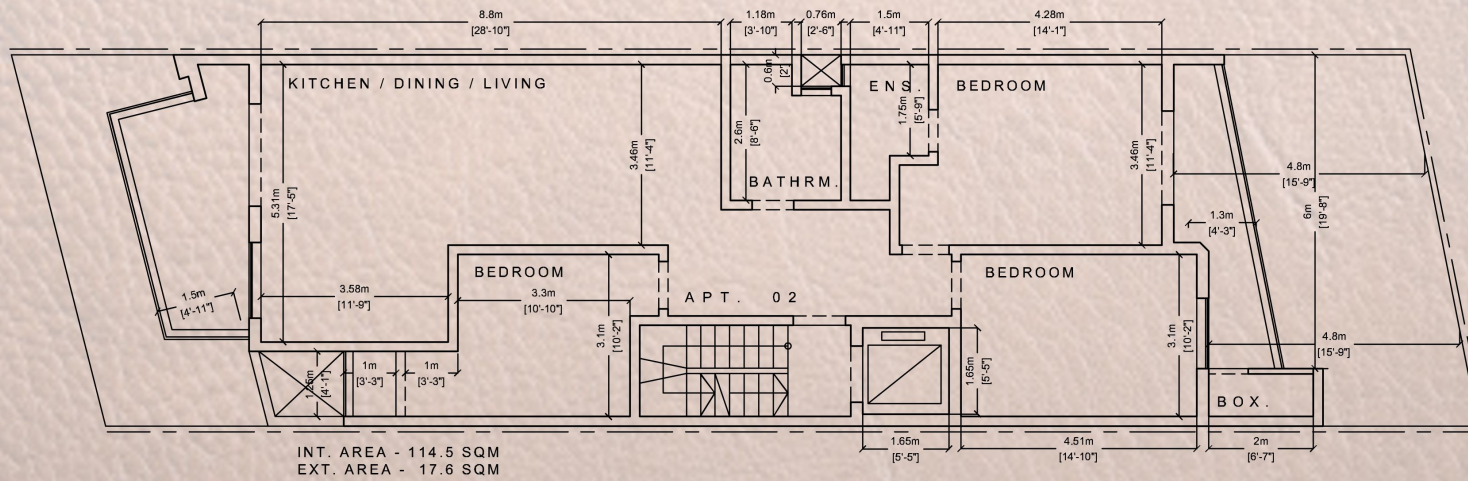 8.8m
[28'-10"]
1.18m
[3'-10"]
0.76m
[2'-6"]
1.5m
[4'-11"]
4.28m
[14'-1"]
KITCHEN / DINING / LIVING
0.6m
[2']
ENS.
BEDROOM
5.31m
[17'-5"]
3.46m
[11'-4"]
2.6m
[8'-6"]
1.75m
[5'-9"]
3.46m
[11'-4"]
4.8m
[15'-9"]
6m
[19'-8"]
BATHRM.
1.3m
[4'-3"]
BEDROOM
BEDROOM
1.5m
[4'-11"]
3.58m
[11'-9"]
3.3m
[10'-10"]
APT. 02
3.1m
[10'-2"]
3.1m
[10'-2"]
4.8m
[15'-9"]
1.25m
[4'-1"]
1m
[3'-3"]
1m
[3'-3"]
1.65m
[5'-5"]
BOX.
1.65m
[5'-5"]
4.51m
[14'-10"]
2m
[6'-7"]
INT. AREA - 114.5 SQM
EXT. AREA - 17.6 SQM